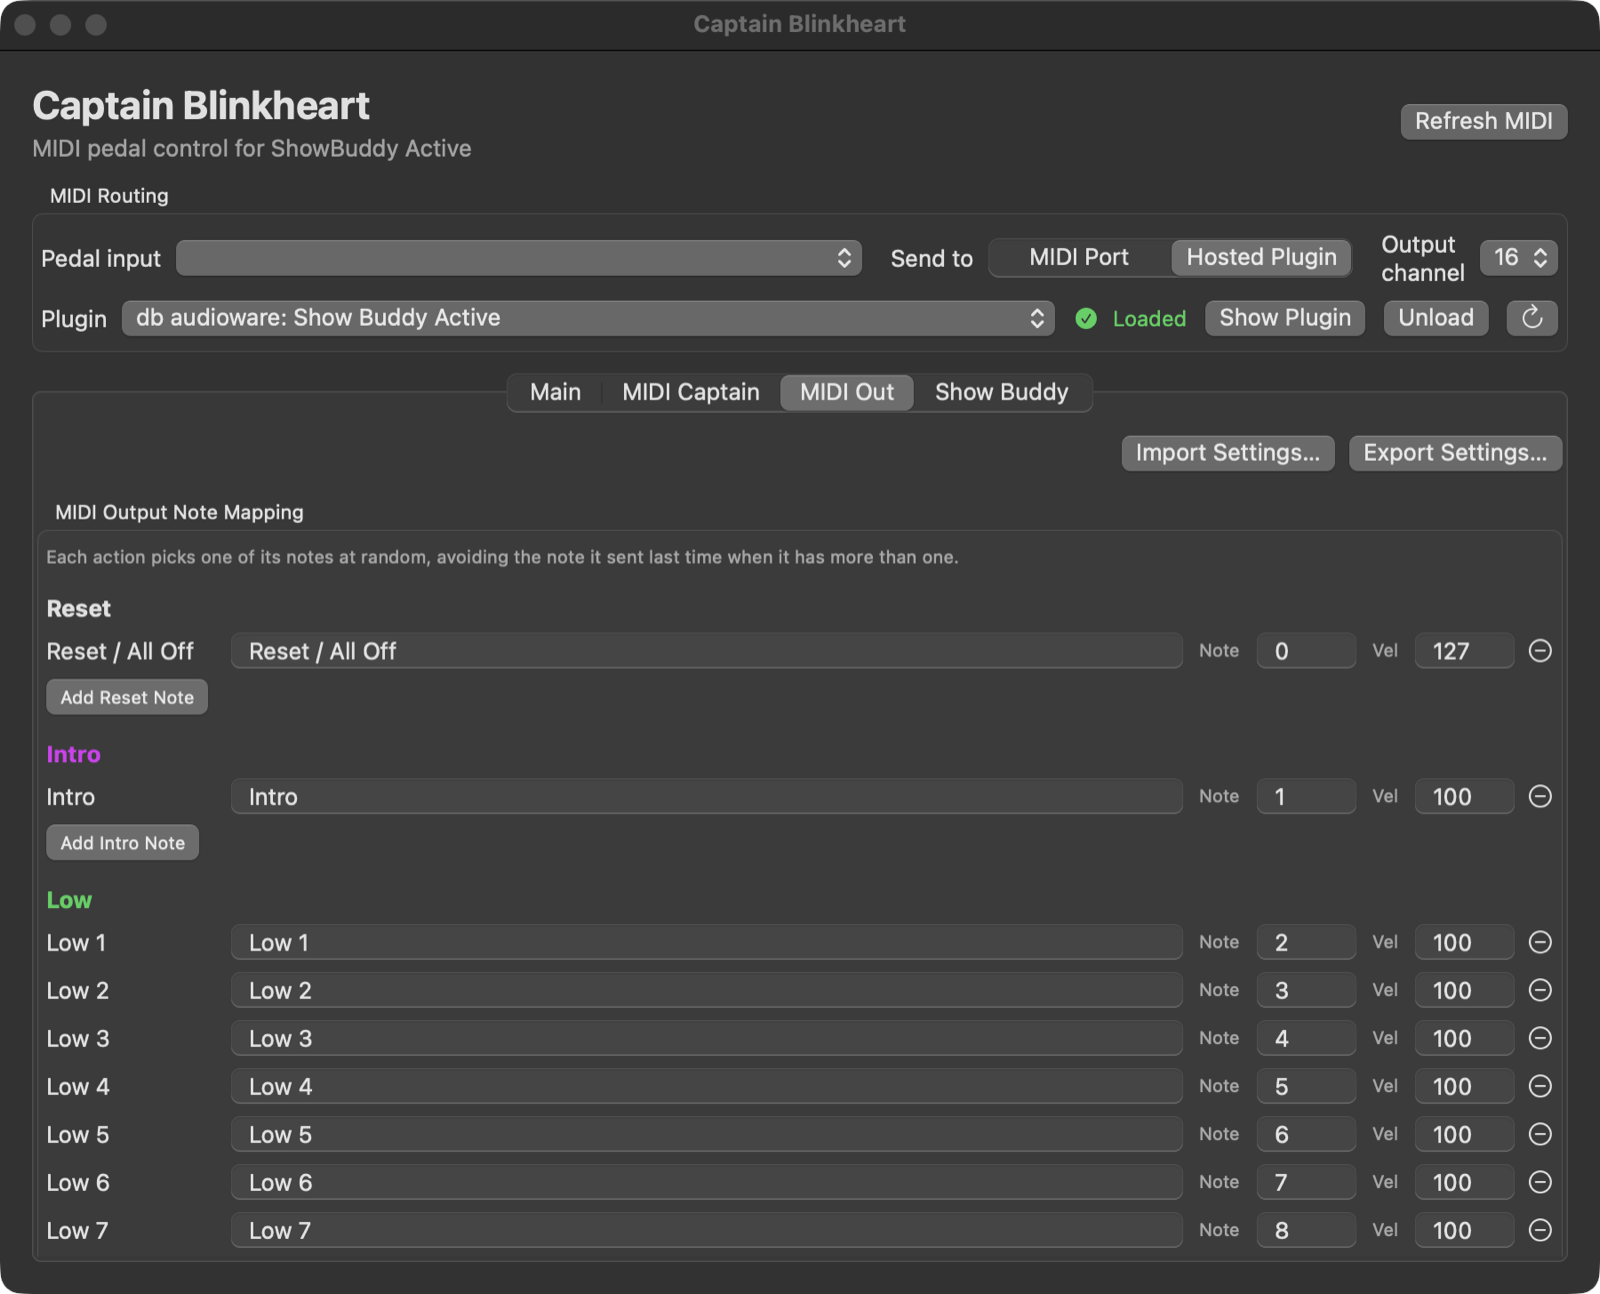 Captain Blinkheart
Captain Blinkheart
MIDI pedal control for ShowBuddy Active
Refresh MIDI
MIDI Routing
Pedal input
Send to MIDI Port Hosted Plugin
Output channel 16
Plugin db audioware: Show Buddy Active Loaded Show Plugin Unload
Main MIDI Captain MIDI Out Show Buddy
Import Settings... Export Settings...
MIDI Output Note Mapping
Each action picks one of its notes at random, avoiding the note it sent last time when it has more than one.
Reset
Reset / All Off Reset / All Off Note 0 Vel 127
Add Reset Note
Intro
Intro Intro Note 1 Vel 100
Add Intro Note
Low
Low 1 Low 1 Note 2 Vel 100
Low 2 Low 2 Note 3 Vel 100
Low 3 Low 3 Note 4 Vel 100
Low 4 Low 4 Note 5 Vel 100
Low 5 Low 5 Note 6 Vel 100
Low 6 Low 6 Note 7 Vel 100
Low 7 Low 7 Note 8 Vel 100